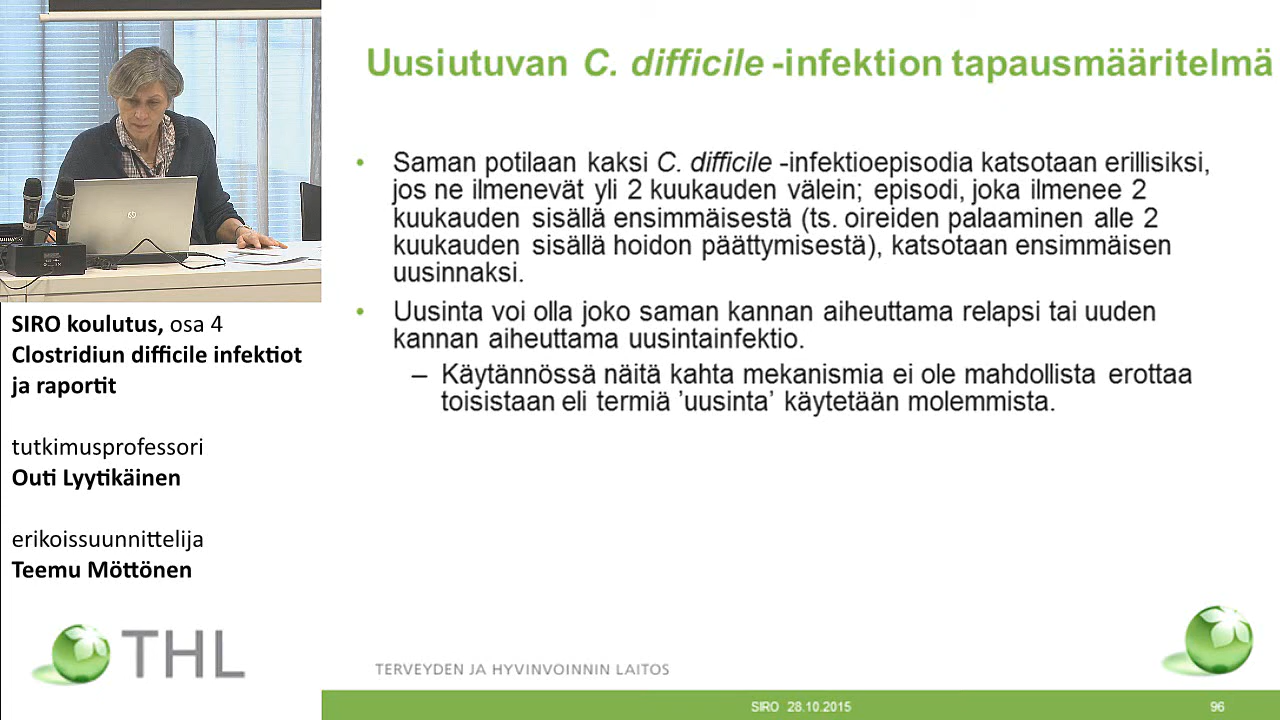 Uusiutuvan C. difficile -infektion tapausmääritelmä
• Saman potilaan kaksi C. difficile -infektioepisodia katsotaan erillisiksi,
jos ne ilmenevät yli 2 kuukauden välein; episodi, joka ilmenee 2
kuukauden sisällä ensimmäisestä (ts. oireiden palaaminen alle 2
kuukauden sisällä hoidon päättymisestä), katsotaan ensimmäisen
uusinnaksi.
• Uusinta voi olla joko saman kannan aiheuttama relapsi tai uuden
kannan aiheuttama uusintainfektio.
– Käytännössä näitä kahta mekanismia ei ole mahdollista erottaa
toisistaan eli termiä ’uusinta’ käytetään molemmista.
SIRO koulutus, osa 4
Clostridiun difficile infektiot
ja raportit
tutkimusprofessori
Outi Lyytikäinen
erikoissuunnittelija
Teemu Möttönen
THL
TERVEYDEN JA HYVINVOINNIN LAITOS
SIRO 28.10.2015
96